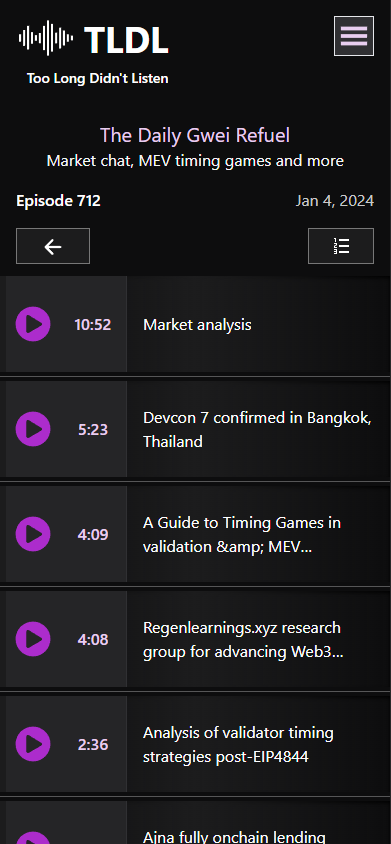 TLDL
Too Long Didn't Listen
The Daily Gwei Refuel
Market chat, MEV timing games and more
Episode 712
Jan 4, 2024
10:52
Market analysis
5:23
Devcon 7 confirmed in Bangkok,
Thailand
4:09
A Guide to Timing Games in
validation &amp; MEV...
4:08
Regenlearnings.xyz research
group for advancing Web3...
2:36
Analysis of validator timing
strategies post-EIP4844
Ajna fully onchain lending